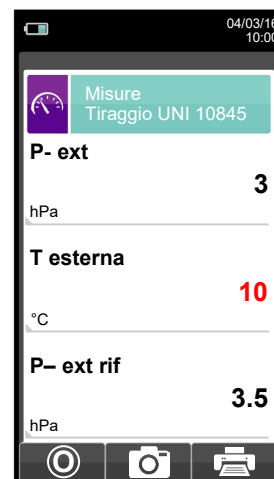 04/03/16
10:00
Misure
Tiraggio UNI 10845
P- ext
3
hPa
T esterna
10
°C
P– ext rif
3.5
hPa